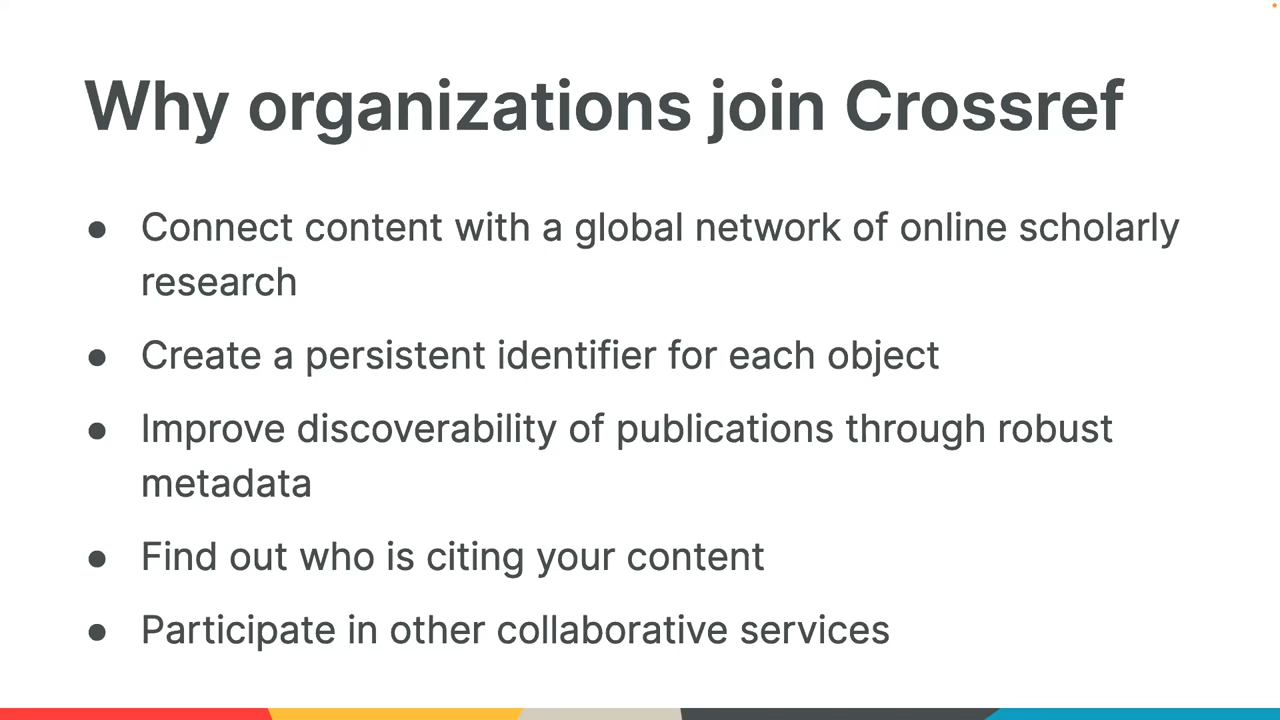 Why organizations join Crossref
● Connect content with a global network of online scholarly
research
● Create a persistent identifier for each object
● Improve discoverability of publications through robust
metadata
● Find out who is citing your content
● Participate in other collaborative services